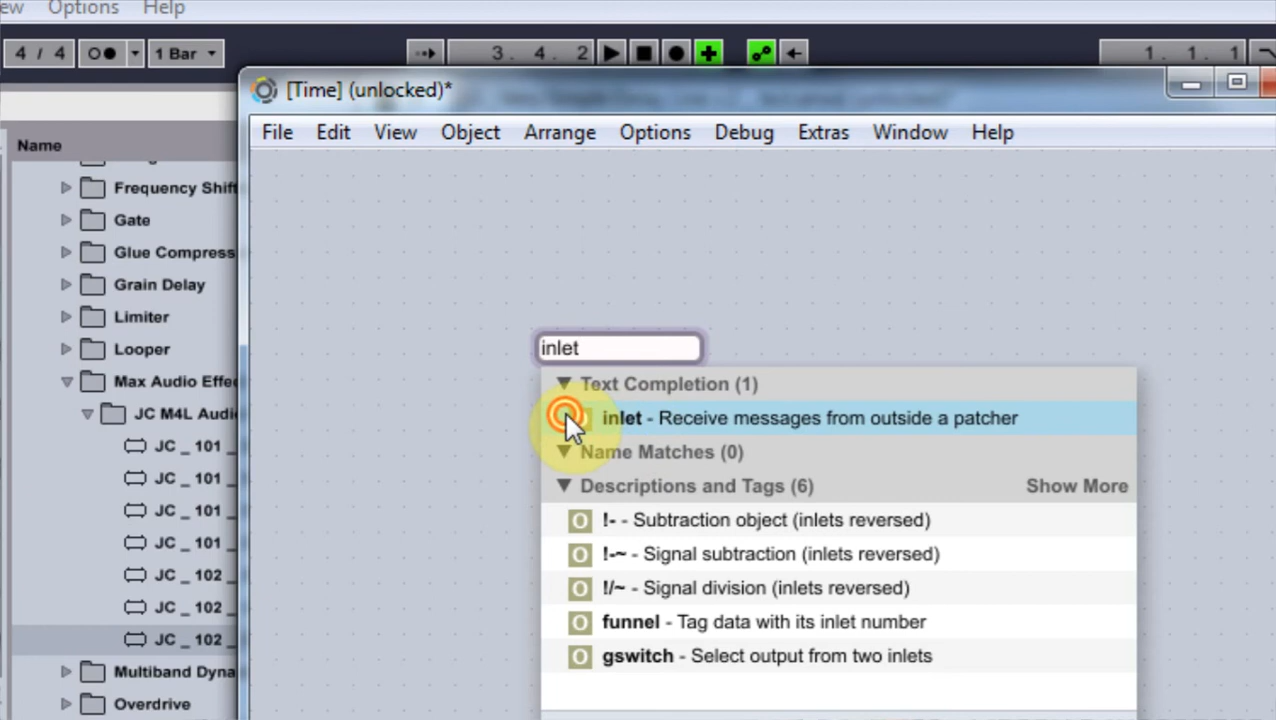 ew Options Help
4 / 4 1 Bar 3. 4. 2 1. 1. 1
[Time] (unlocked)*
File Edit View Object Arrange Options Debug Extras Window Help
Name
Frequency Shift
Gate
Glue Compress
Grain Delay
Limiter
Looper
Max Audio Effe
JC M4L Audi
JC _ 101 _
JC _ 101 _
JC _ 101 _
JC _ 101 _
JC _ 102 _
JC _ 102 _
JC _ 102 _
Multiband Dyna
Overdrive
inlet
Text Completion (1)
inlet - Receive messages from outside a patcher
Name Matches (0)
Descriptions and Tags (6) Show More
O !- - Subtraction object (inlets reversed)
O !-~ - Signal subtraction (inlets reversed)
O !/~ - Signal division (inlets reversed)
O funnel - Tag data with its inlet number
O gswitch - Select output from two inlets